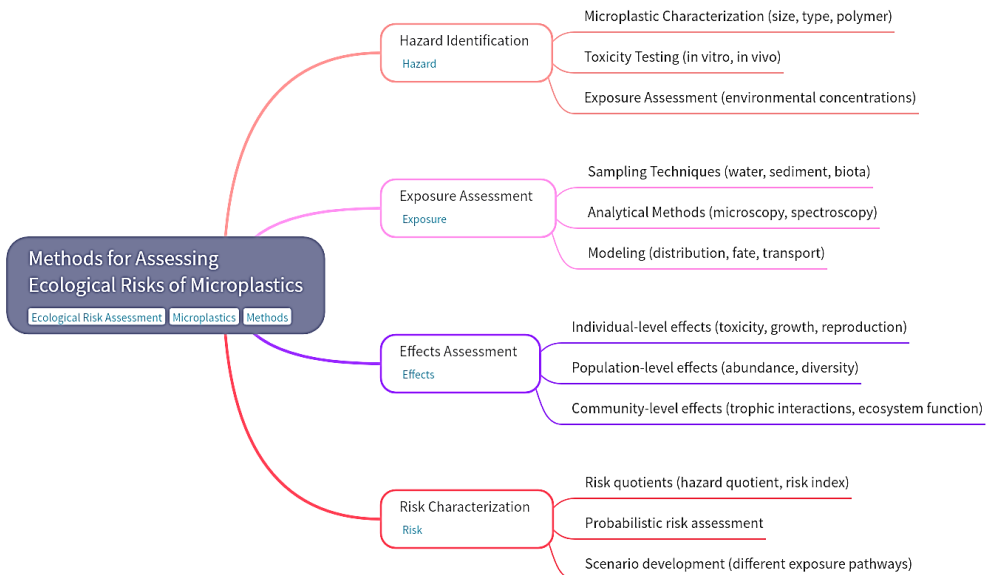 Methods for Assessing
Ecological Risks of Microplastics
Ecological Risk Assessment
Microplastics
Methods
Hazard Identification
Hazard
Microplastic Characterization (size, type, polymer)
Toxicity Testing (in vitro, in vivo)
Exposure Assessment (environmental concentrations)
Exposure Assessment
Exposure
Sampling Techniques (water, sediment, biota)
Analytical Methods (microscopy, spectroscopy)
Modeling (distribution, fate, transport)
Effects Assessment
Effects
Individual-level effects (toxicity, growth, reproduction)
Population-level effects (abundance, diversity)
Community-level effects (trophic interactions, ecosystem function)
Risk Characterization
Risk
Risk quotients (hazard quotient, risk index)
Probabilistic risk assessment
Scenario development (different exposure pathways)